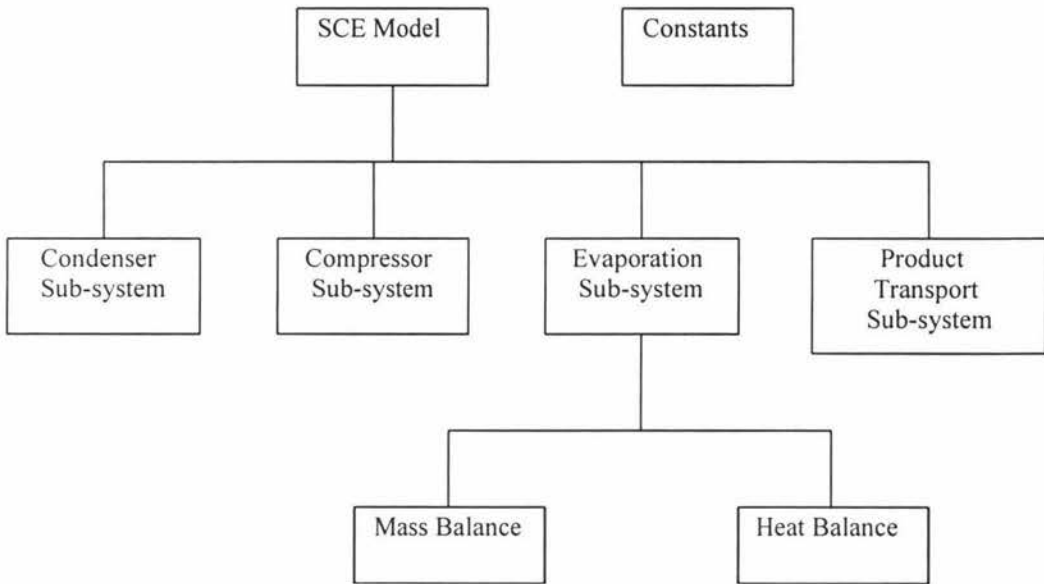 SCE Model
Constants
Condenser
Sub-system
Compressor
Sub-system
Evaporation
Sub-system
Product
Transport
Sub-system
Mass Balance
Heat Balance